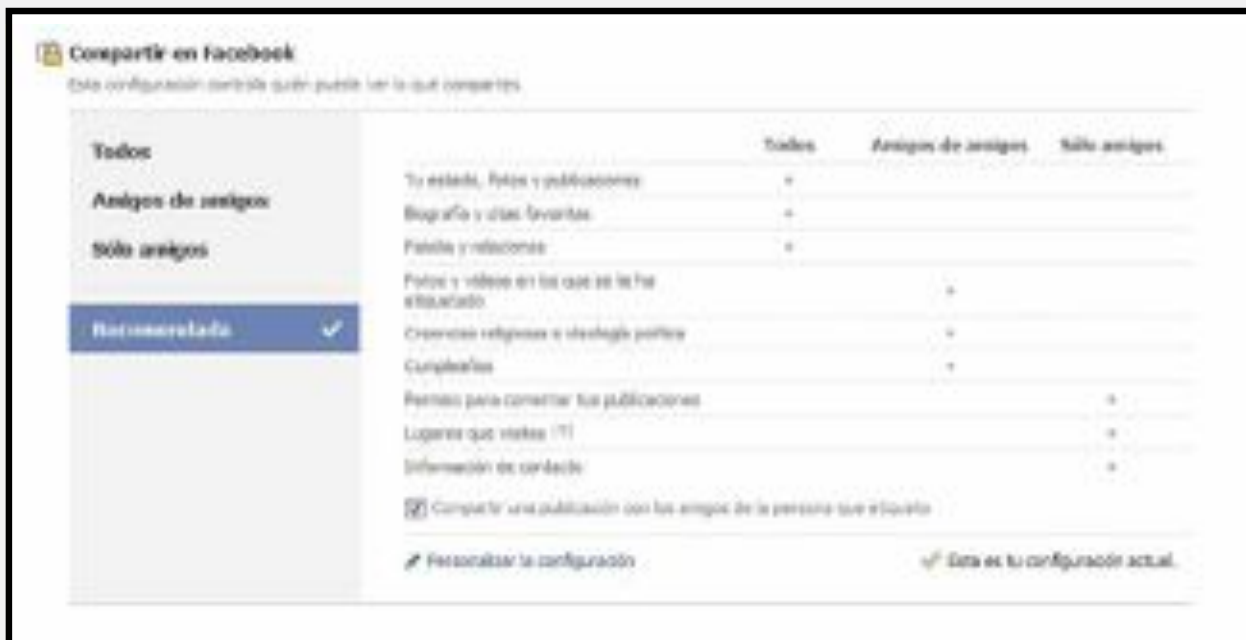 Compartir en Facebook
Esta configuración controla quién puede ver lo que compartes.
Todos
Amigos de amigos
Sólo amigos
Recomendada
Todos Amigos de amigos Sólo amigos
Tu estado, fotos y publicaciones
Biografía y citas favoritas
Familia y relaciones
Fotos y vídeos en los que se te ha
etiquetado
Creencias religiosas e ideología política
Cumpleaños
Permiso para comentar tus publicaciones
Lugares que visitas [?]
Información de contacto
Compartir una publicación con los amigos de la persona que etiqueto
Personalizar la configuración
Esta es tu configuración actual.